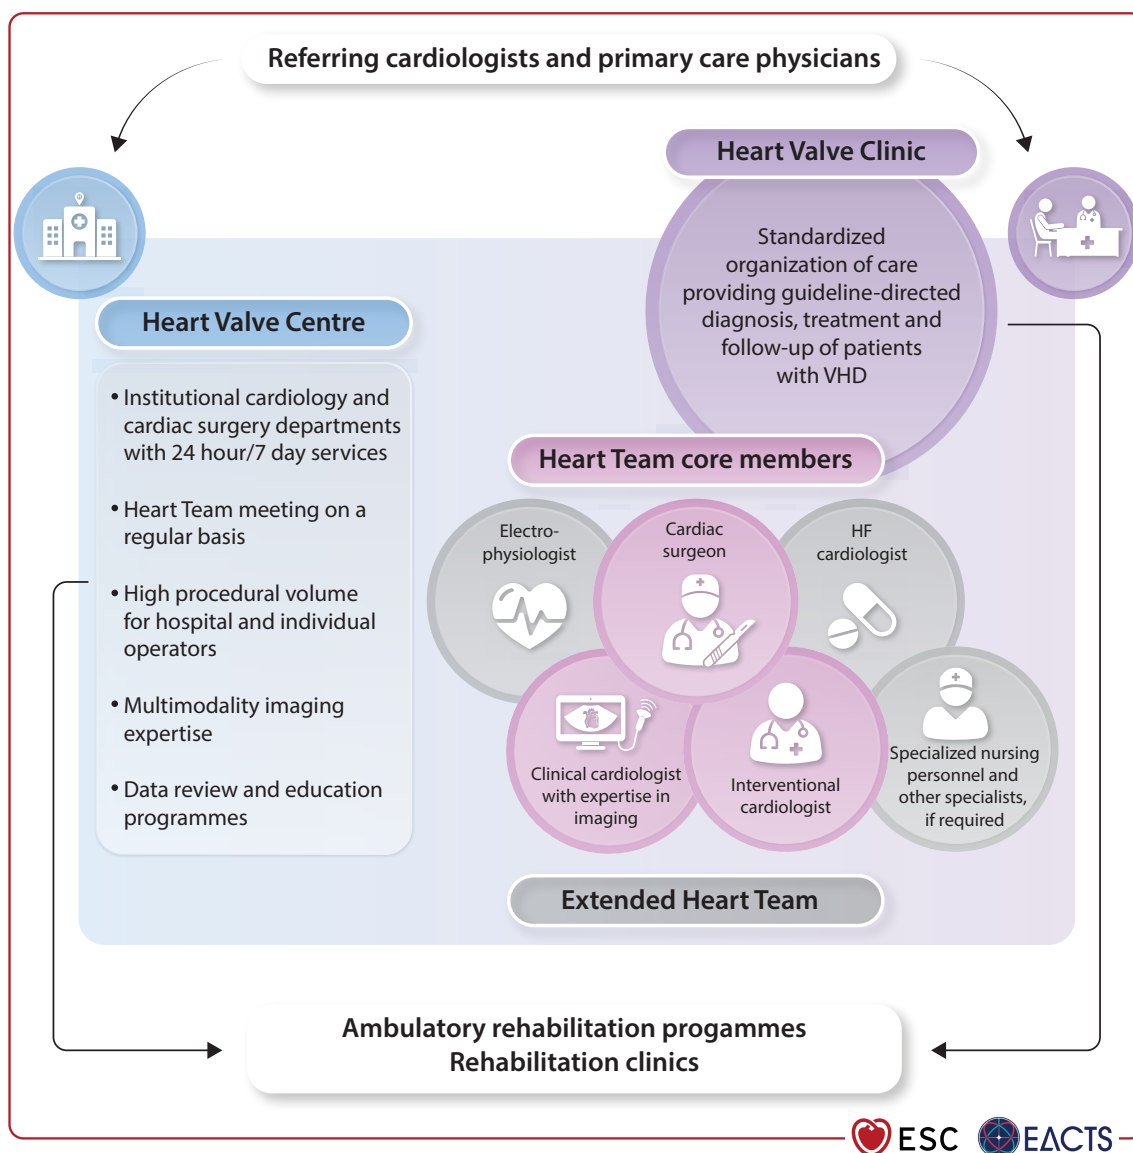 Referring cardiologists and primary care physicians
Heart Valve Clinic
Standardized
organization of care
providing guideline-directed
diagnosis, treatment and
follow-up of patients
with VHD
Heart Valve Centre
• Institutional cardiology and
cardiac surgery departments
with 24 hour/7 day services
• Heart Team meeting on a
regular basis
• High procedural volume
for hospital and individual
operators
• Multimodality imaging
expertise
• Data review and education
programmes
Heart Team core members
Electro-
physiologist
Cardiac
surgeon
HF
cardiologist
Clinical cardiologist
with expertise in
imaging
Interventional
cardiologist
Specialized nursing
personnel and
other specialists,
if required
Extended Heart Team
Ambulatory rehabilitation progammes
Rehabilitation clinics
ESC
EACTS